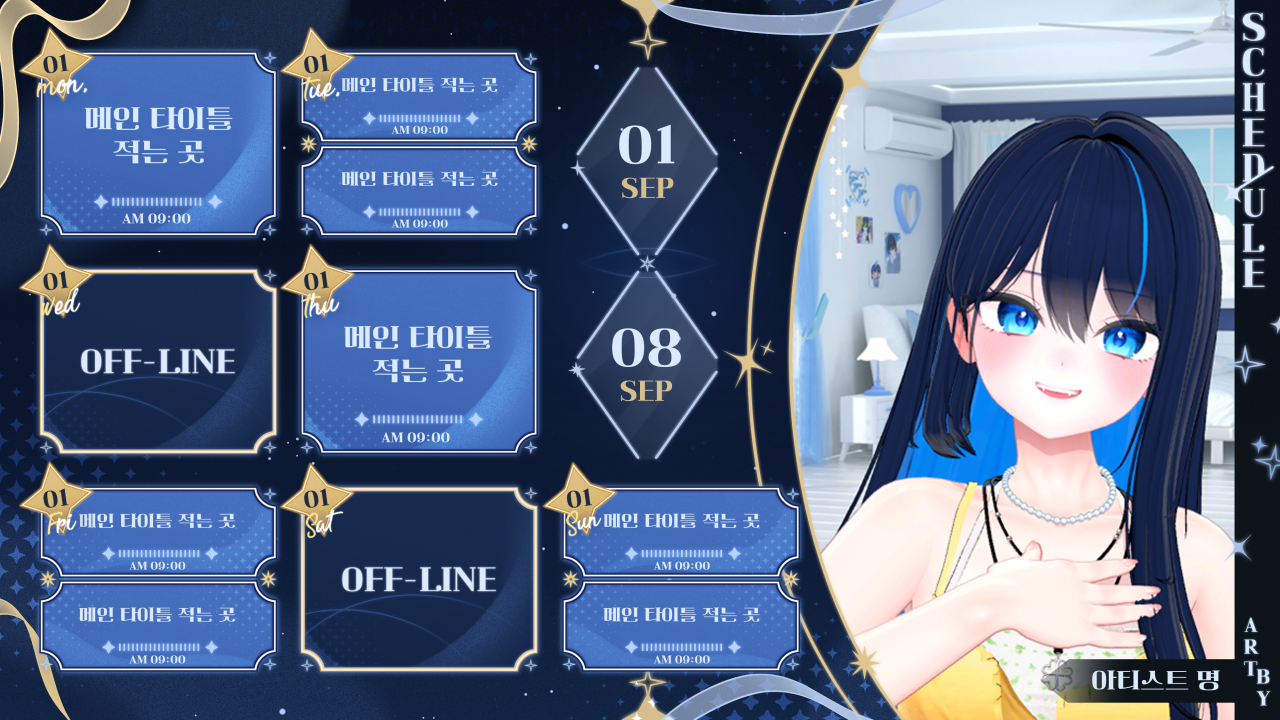 01
mon.
메인 타이틀
적는 곳
AM 09:00
01
tue.
메인 타이틀 적는 곳
AM 09:00
메인 타이틀 적는 곳
AM 09:00
01
wed
OFF-LINE
01
thu
메인 타이틀
적는 곳
AM 09:00
01
Fri
메인 타이틀 적는 곳
AM 09:00
메인 타이틀 적는 곳
AM 09:00
01
Sat
OFF-LINE
01
Sun
메인 타이틀 적는 곳
AM 09:00
메인 타이틀 적는 곳
AM 09:00
01
SEP
08
SEP
SCHEDULE
ART BY
아티스트 명